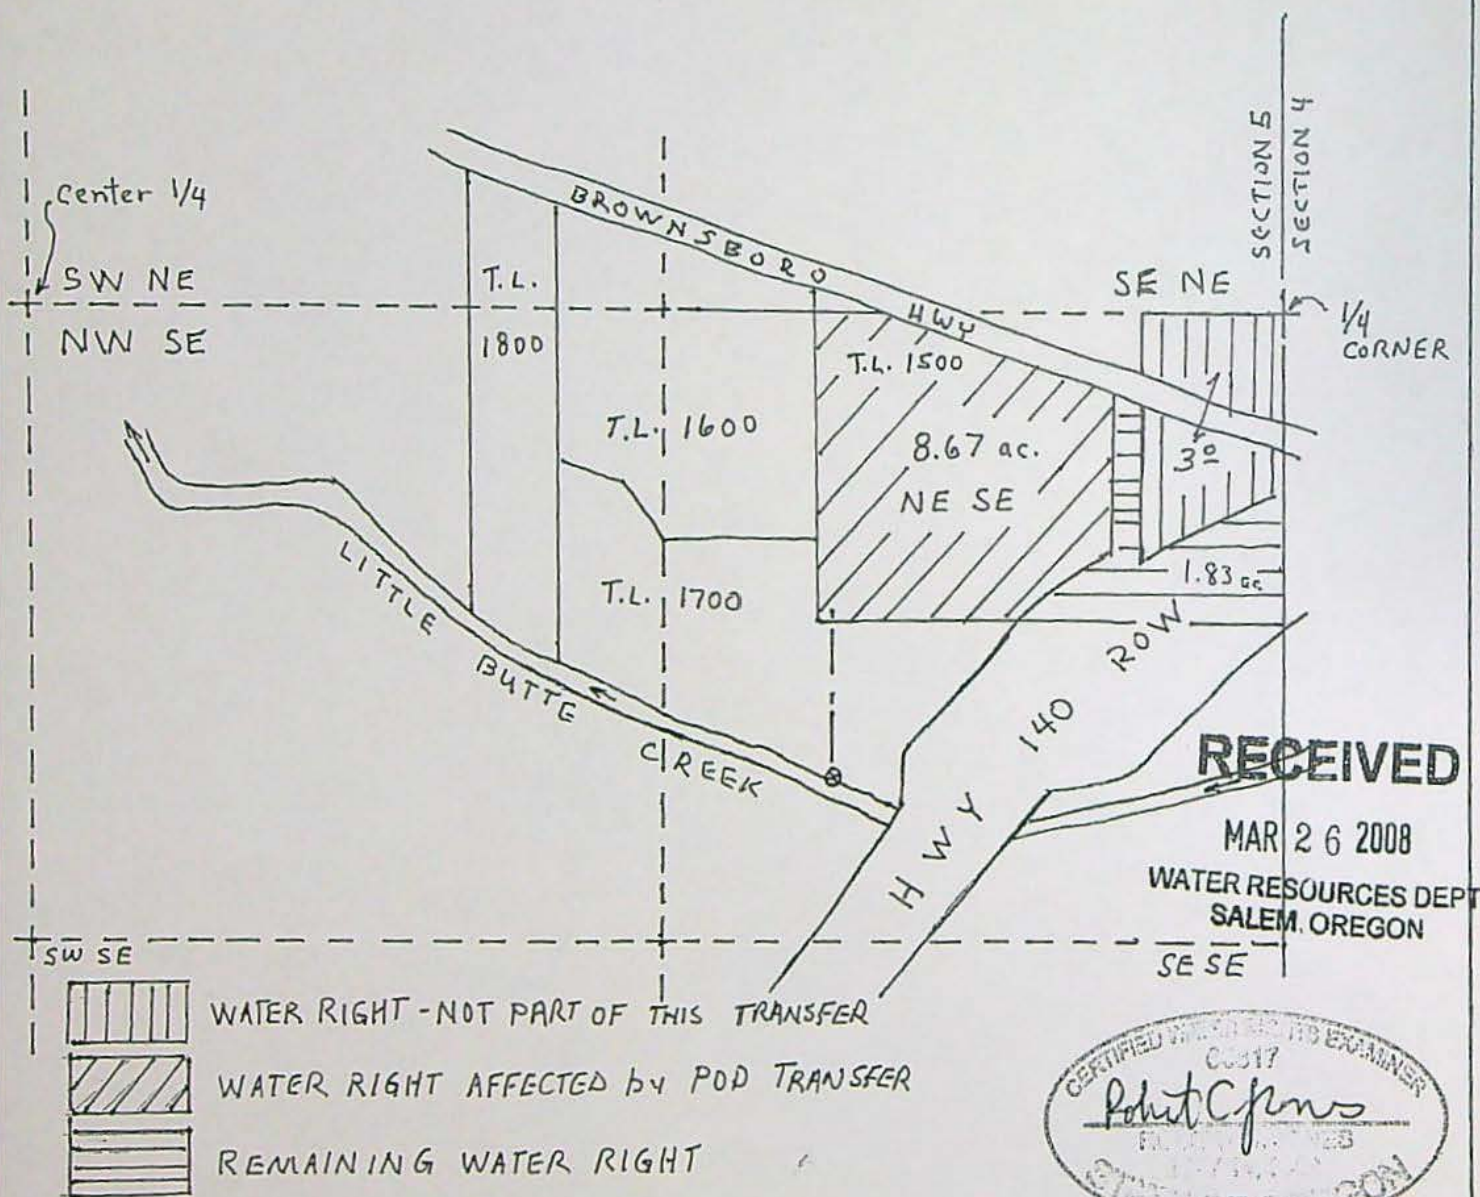 SECTION 5
SECTION 4
center 1/4
BROWNSBORO HWY
SW NE
T.L.
1800
SE NE
1/4
CORNER
NW SE
T.L. 1500
T.L. 1600
8.67 ac.
3º
NE SE
LITTLE BUTTE CREEK
T.L. 1700
1.83 ac.
HWY 140 ROW
RECEIVED
MAR 26 2008
WATER RESOURCES DEPT
SALEM, OREGON
SW SE
SE SE
WATER RIGHT - NOT PART OF THIS TRANSFER
WATER RIGHT AFFECTED by POD TRANSFER
REMAINING WATER RIGHT
CERTIFIED WATER RIGHTS EXAMINER